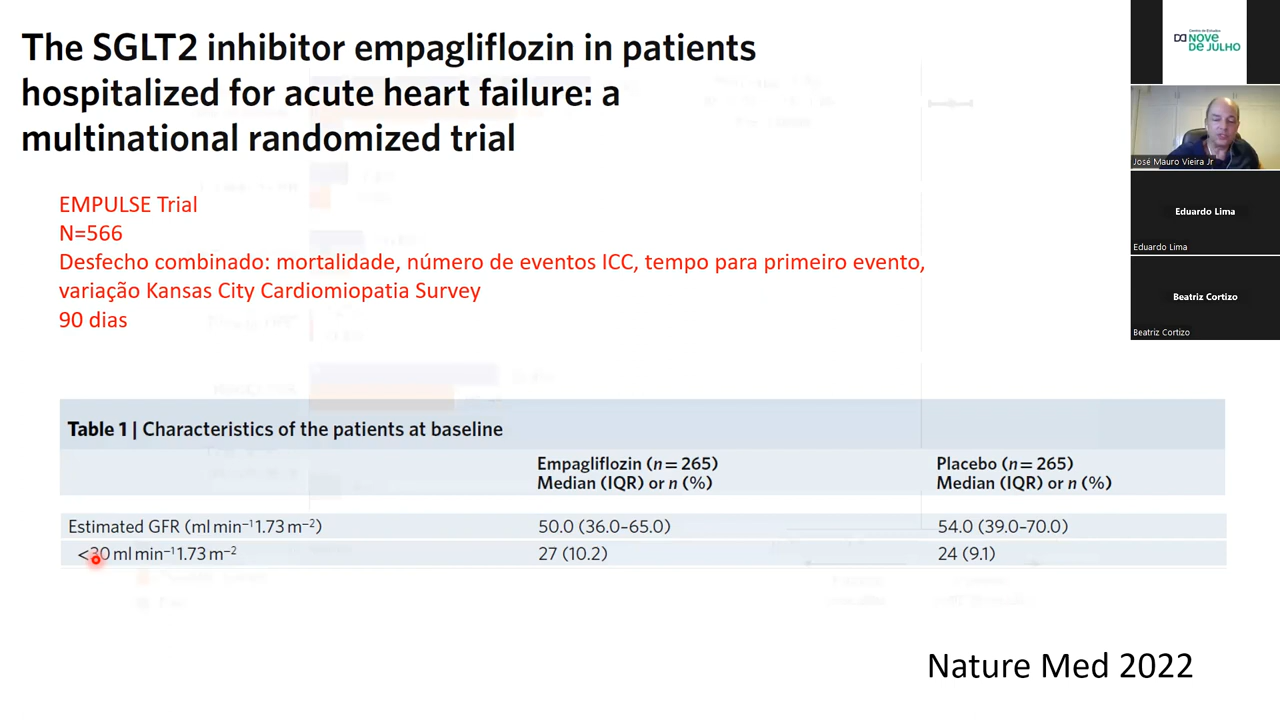 The SGLT2 inhibitor empagliflozin in patients
hospitalized for acute heart failure: a
multinational randomized trial
EMPULSE Trial
N=566
Desfecho combinado: mortalidade, número de eventos ICC, tempo para primeiro evento,
variação Kansas City Cardiomiopatia Survey
90 dias
Table 1 | Characteristics of the patients at baseline
Empagliflozin (n = 265) Placebo (n = 265)
Median (IQR) or n (%) Median (IQR) or n (%)
Estimated GFR (ml min⁻¹ 1.73 m⁻²) 50.0 (36.0–65.0) 54.0 (39.0–70.0)
<30 ml min⁻¹ 1.73 m⁻² 27 (10.2) 24 (9.1)
Nature Med 2022
Centro de Estudos
NOVE
DE JULHO
José Mauro Vieira Jr
Eduardo Lima
Eduardo Lima
Beatriz Cortizo
Beatriz Cortizo